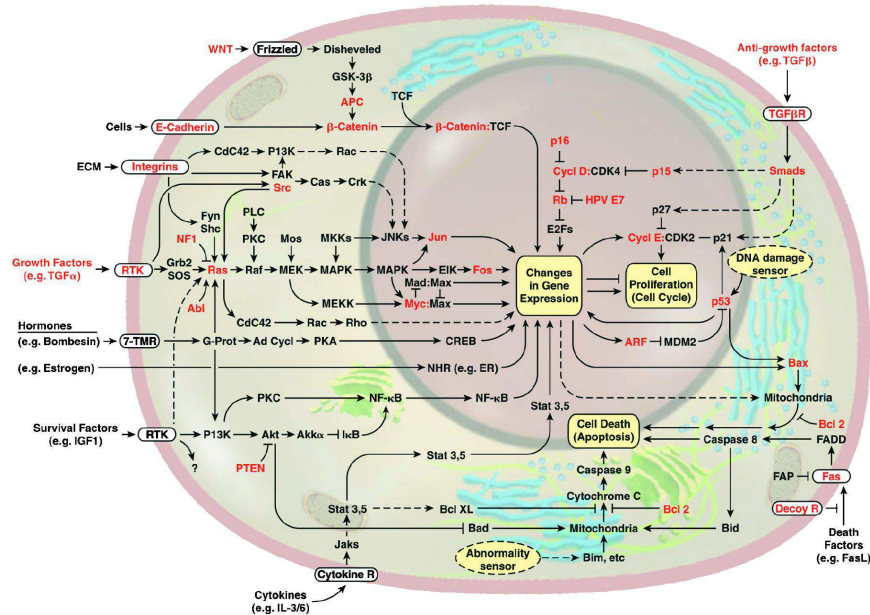 WNT
Frizzled
Disheveled
GSK-3β
APC
TCF
Cells
E-Cadherin
β-Catenin
β-Catenin:TCF
Anti-growth factors
(e.g. TGFβ)
TGFβR
Smads
ECM
Integrins
CdC42
P13K
Rac
FAK
Src
Cas
Crk
p16
Cycl D:CDK4
p15
Rb
HPV E7
E2Fs
p27
Cycl E:CDK2
p21
DNA damage
sensor
Fyn
Shc
PLC
NF1
PKC
Mos
MKKs
JNKs
Jun
Growth Factors
(e.g. TGFα)
RTK
Grb2
SOS
Ras
Raf
MEK
MAPK
MAPK
ElK
Fos
Abl
MEKK
Mad:Max
Myc:Max
Changes
in Gene
Expression
Cell
Proliferation
(Cell Cycle)
p53
CdC42
Rac
Rho
Hormones
(e.g. Bombesin)
7-TMR
G-Prot
Ad Cycl
PKA
CREB
ARF
MDM2
(e.g. Estrogen)
NHR (e.g. ER)
Bax
PKC
NF-κB
NF-κB
Stat 3,5
Mitochondria
Survival Factors
(e.g. IGF1)
RTK
P13K
Akt
Akkα
IκB
?
PTEN
Cell Death
(Apoptosis)
Bcl 2
Caspase 8
FADD
Stat 3,5
Caspase 9
FAP
Fas
Cytochrome C
Stat 3,5
Bcl XL
Bcl 2
Decoy R
Bad
Mitochondria
Bid
Death
Factors
(e.g. FasL)
Jaks
Abnormality
sensor
Bim, etc
Cytokine R
Cytokines
(e.g. IL-3/6)